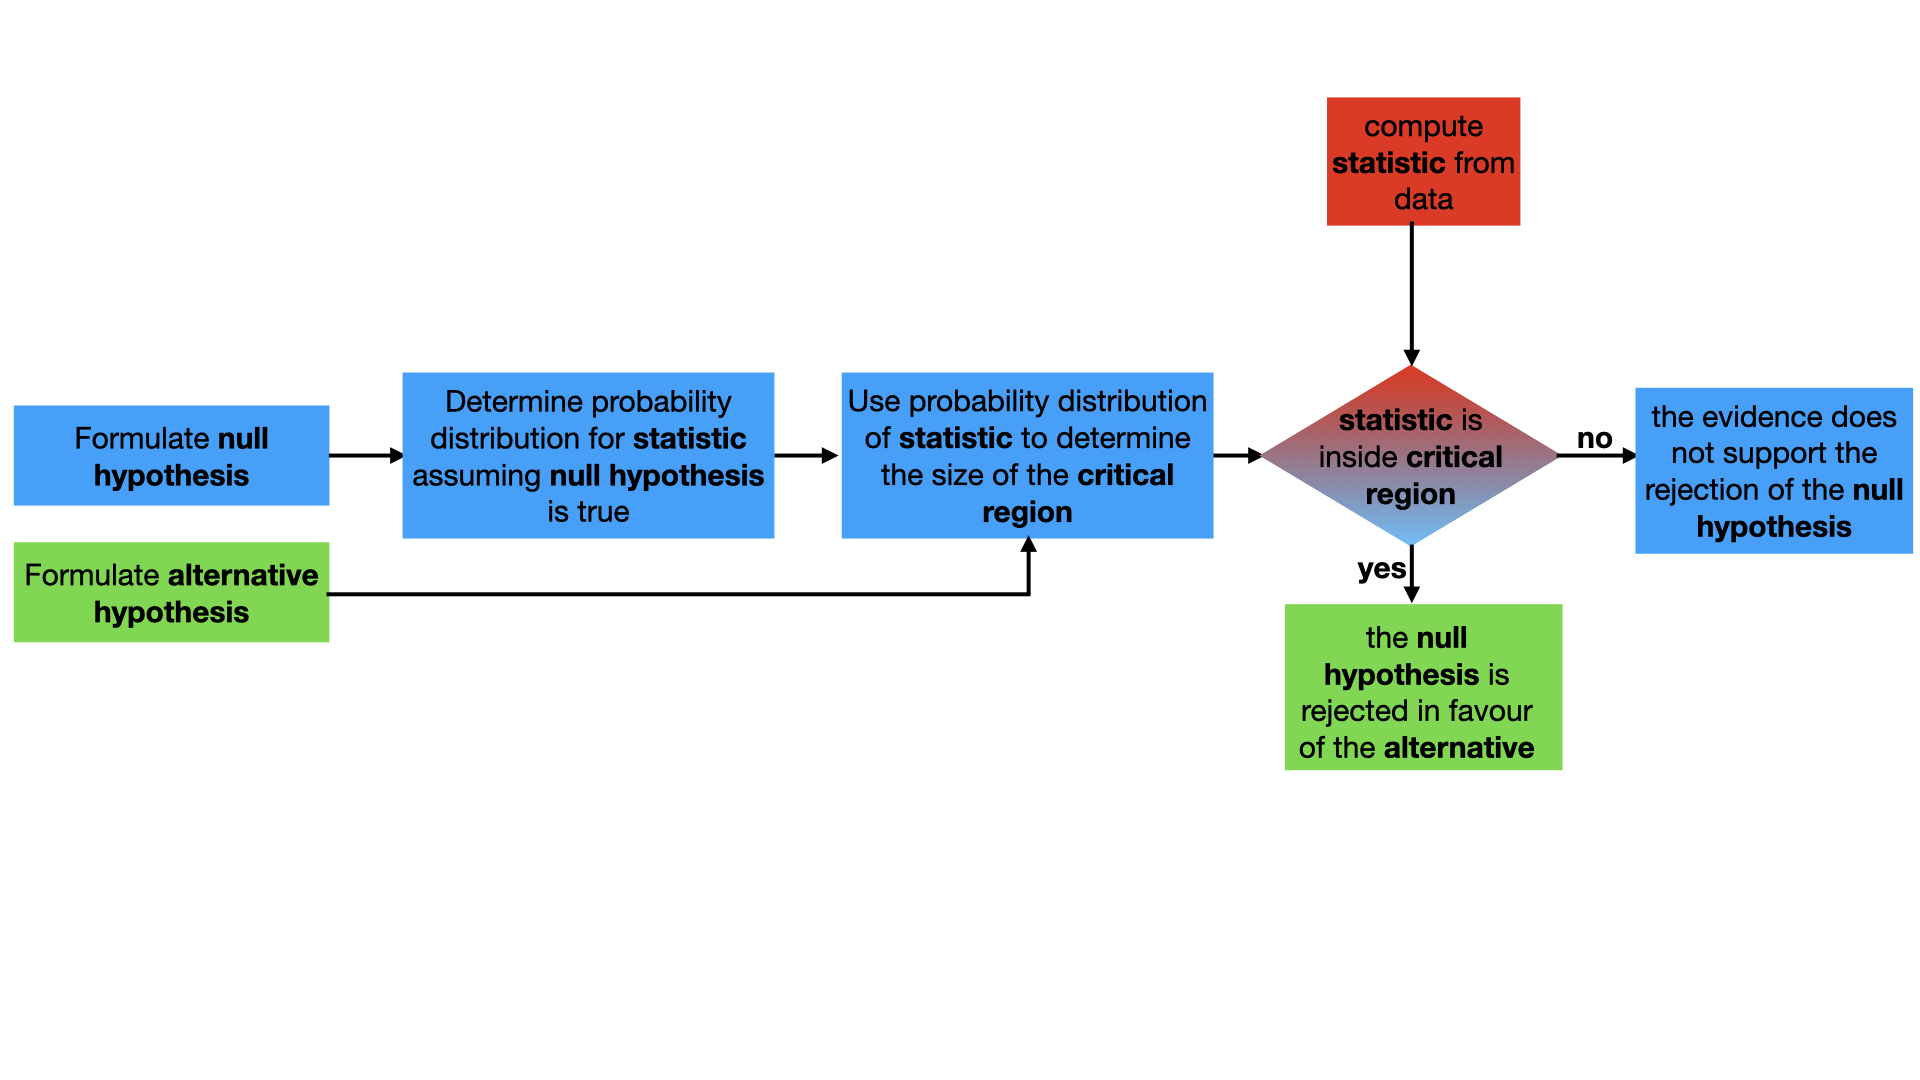 compute
statistic from
data
Formulate null
hypothesis
Determine probability
distribution for statistic
assuming null hypothesis
is true
Use probability distribution
of statistic to determine
the size of the critical
region
statistic is
inside critical
region
no
the evidence does
not support the
rejection of the null
hypothesis
Formulate alternative
hypothesis
yes
the null
hypothesis is
rejected in favour
of the alternative